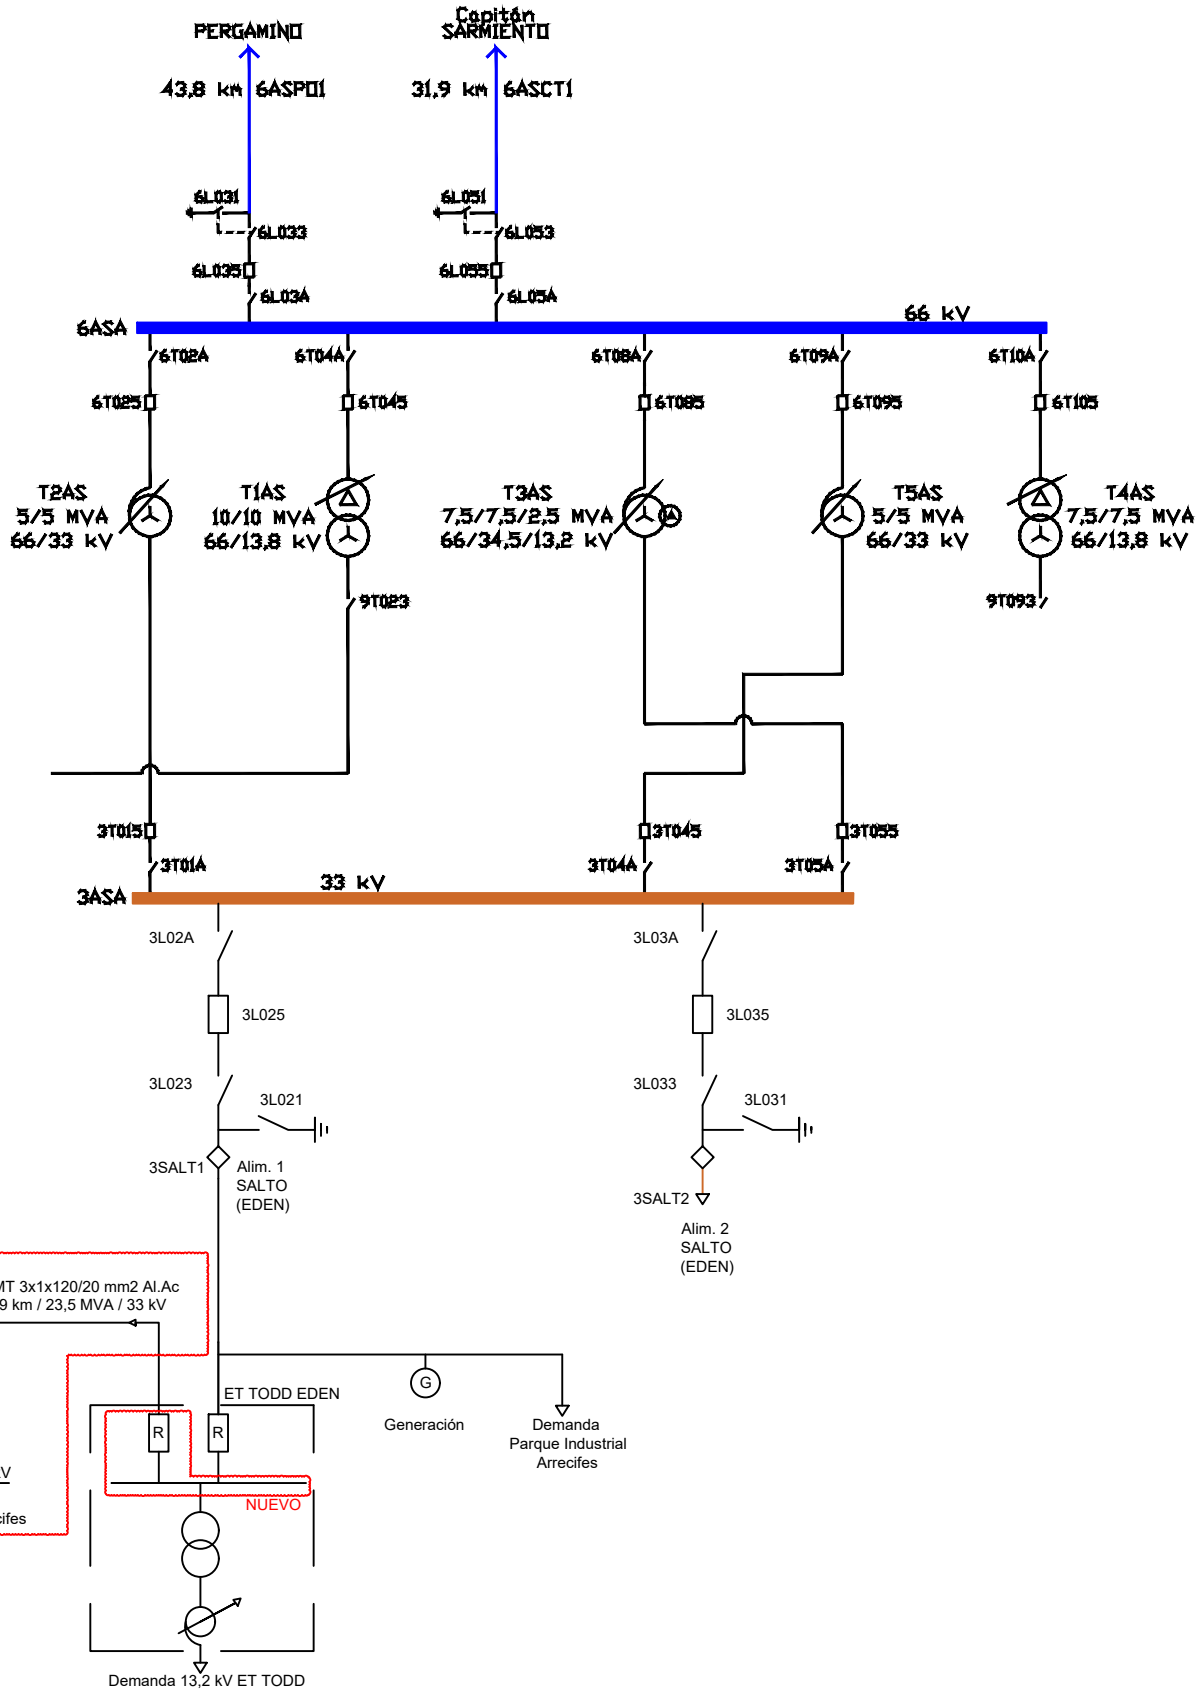 Capitán
PERGAMINO
SARMIENTO
43,8 km
6ASPO1
31,9 km
6ASCT1
6L031
6L051
6L033
6L053
6L035
6L055
6L03A
6L05A
66 kV
6ASA
6T02A
6T04A
6T08A
6T09A
6T10A
6T025
6T045
6T085
6T095
6T105
T2AS
5/5 MVA
66/33 kV
T1AS
10/10 MVA
66/13,8 kV
T3AS
7,5/7,5/2,5 MVA
66/34,5/13,2 kV
T5AS
5/5 MVA
66/33 kV
T4AS
7,5/7,5 MVA
66/13,8 kV
9T023
9T093
3T015
3T045
3T055
3T01A
3T04A
3T05A
33 kV
3ASA
3L02A
3L03A
3L025
3L035
3L023
3L033
3L021
3L031
3SALT1
Alim. 1
SALTO
(EDEN)
3SALT2
Alim. 2
SALTO
(EDEN)
MT 3x1x120/20 mm2 Al.Ac
9 km / 23,5 MVA / 33 kV
ET TODD EDEN
G
Generación
Demanda
Parque Industrial
Arrecifes
R
R
V
cifes
NUEVO
Demanda 13,2 kV ET TODD